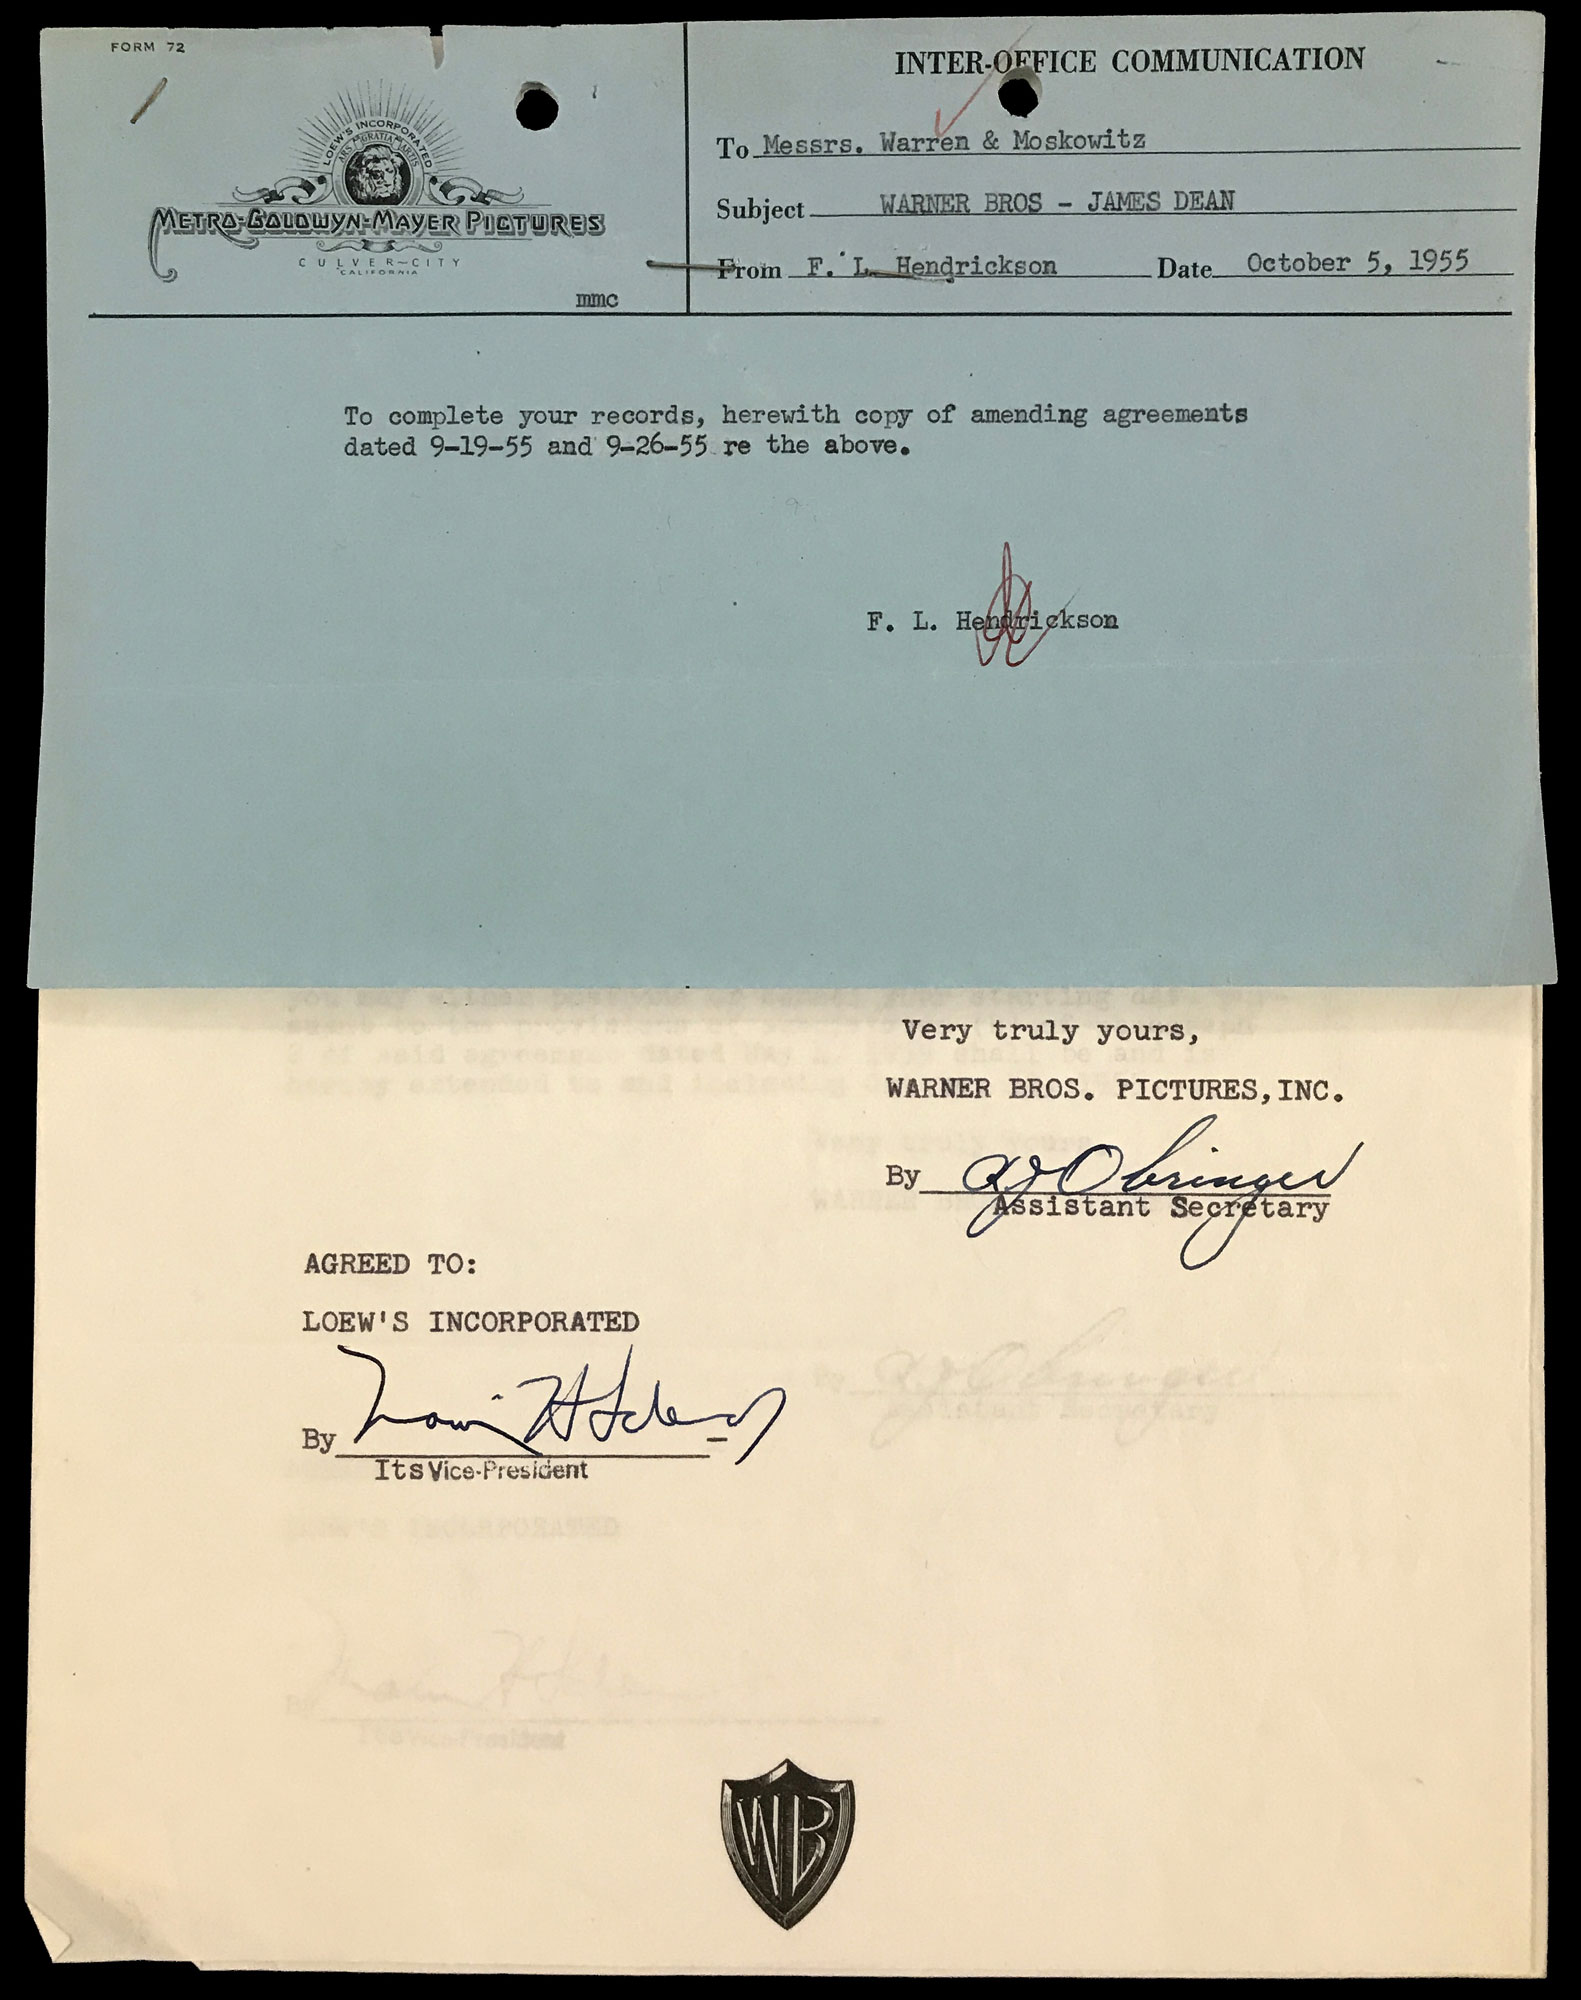 FORM 72
LOEW'S INCORPORATED
ARS GRATIA ARTIS
METRO-GOLDWYN-MAYER PICTURES
CULVER-CITY
CALIFORNIA
mmc
INTER-OFFICE COMMUNICATION
To Messrs. Warren & Moskowitz
Subject WARNER BROS - JAMES DEAN
From F. L. Hendrickson Date October 5, 1955
To complete your records, herewith copy of amending agreements
dated 9-19-55 and 9-26-55 re the above.
F. L. Hendrickson
Very truly yours,
WARNER BROS. PICTURES, INC.
By RJ Obringer
Assistant Secretary
AGREED TO:
LOEW'S INCORPORATED
By
Its Vice-President
WB